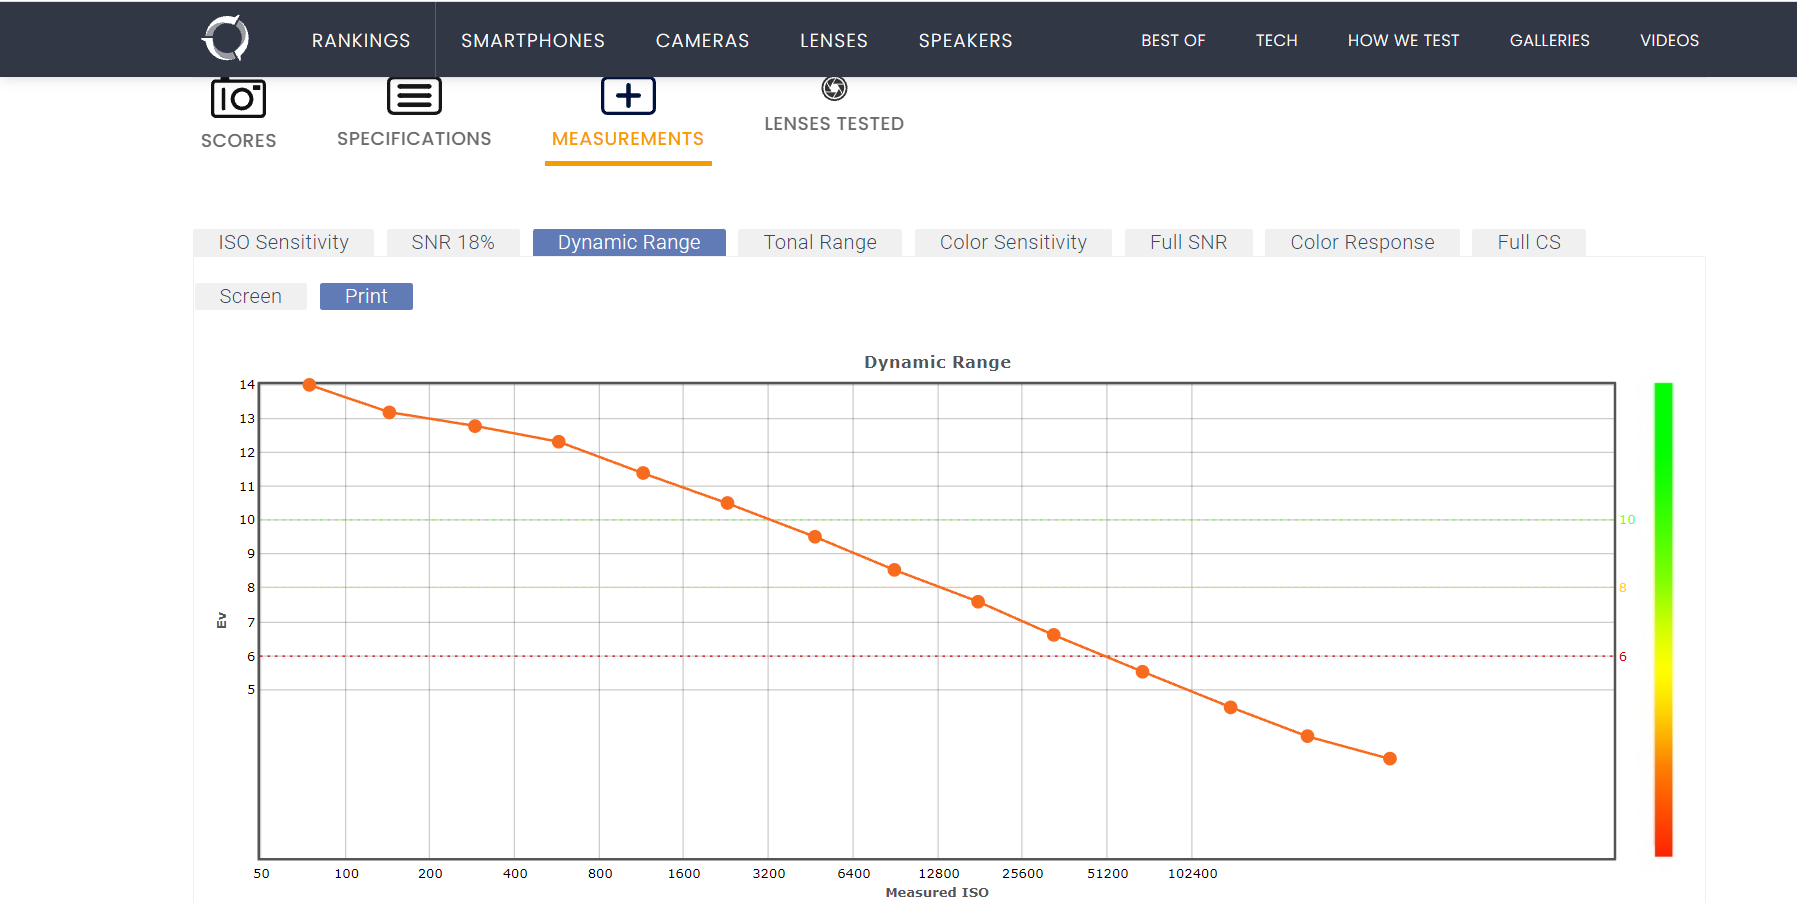 RANKINGS SMARTPHONES CAMERAS LENSES SPEAKERS BEST OF TECH HOW WE TEST GALLERIES VIDEOS
SCORES SPECIFICATIONS MEASUREMENTS LENSES TESTED
ISO Sensitivity SNR 18% Dynamic Range Tonal Range Color Sensitivity Full SNR Color Response Full CS
Screen Print
Dynamic Range
14
13
12
11
10 10
9
8 8
7
Ev
6 6
5
50 100 200 400 800 1600 3200 6400 12800 25600 51200 102400
Measured ISO